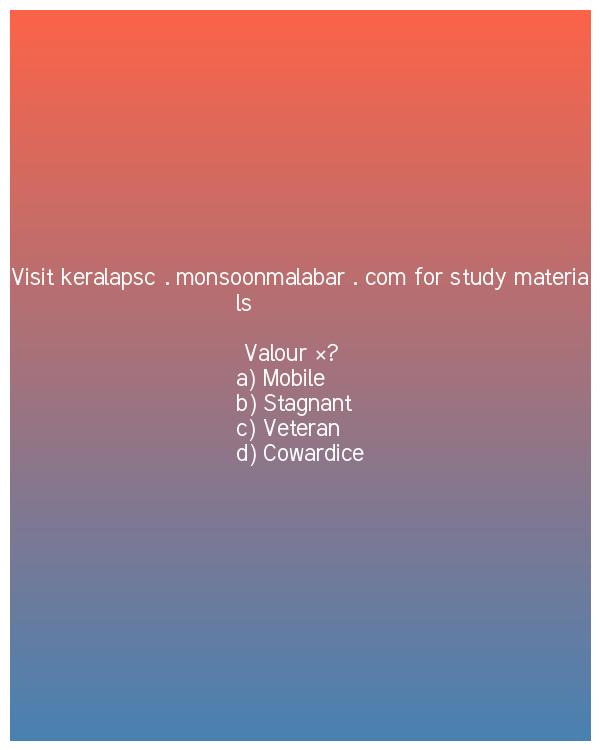 Visit keralapsc . monsoonmalabar . com for study materia
ls
Valour ×?
a) Mobile
b) Stagnant
c) Veteran
d) Cowardice